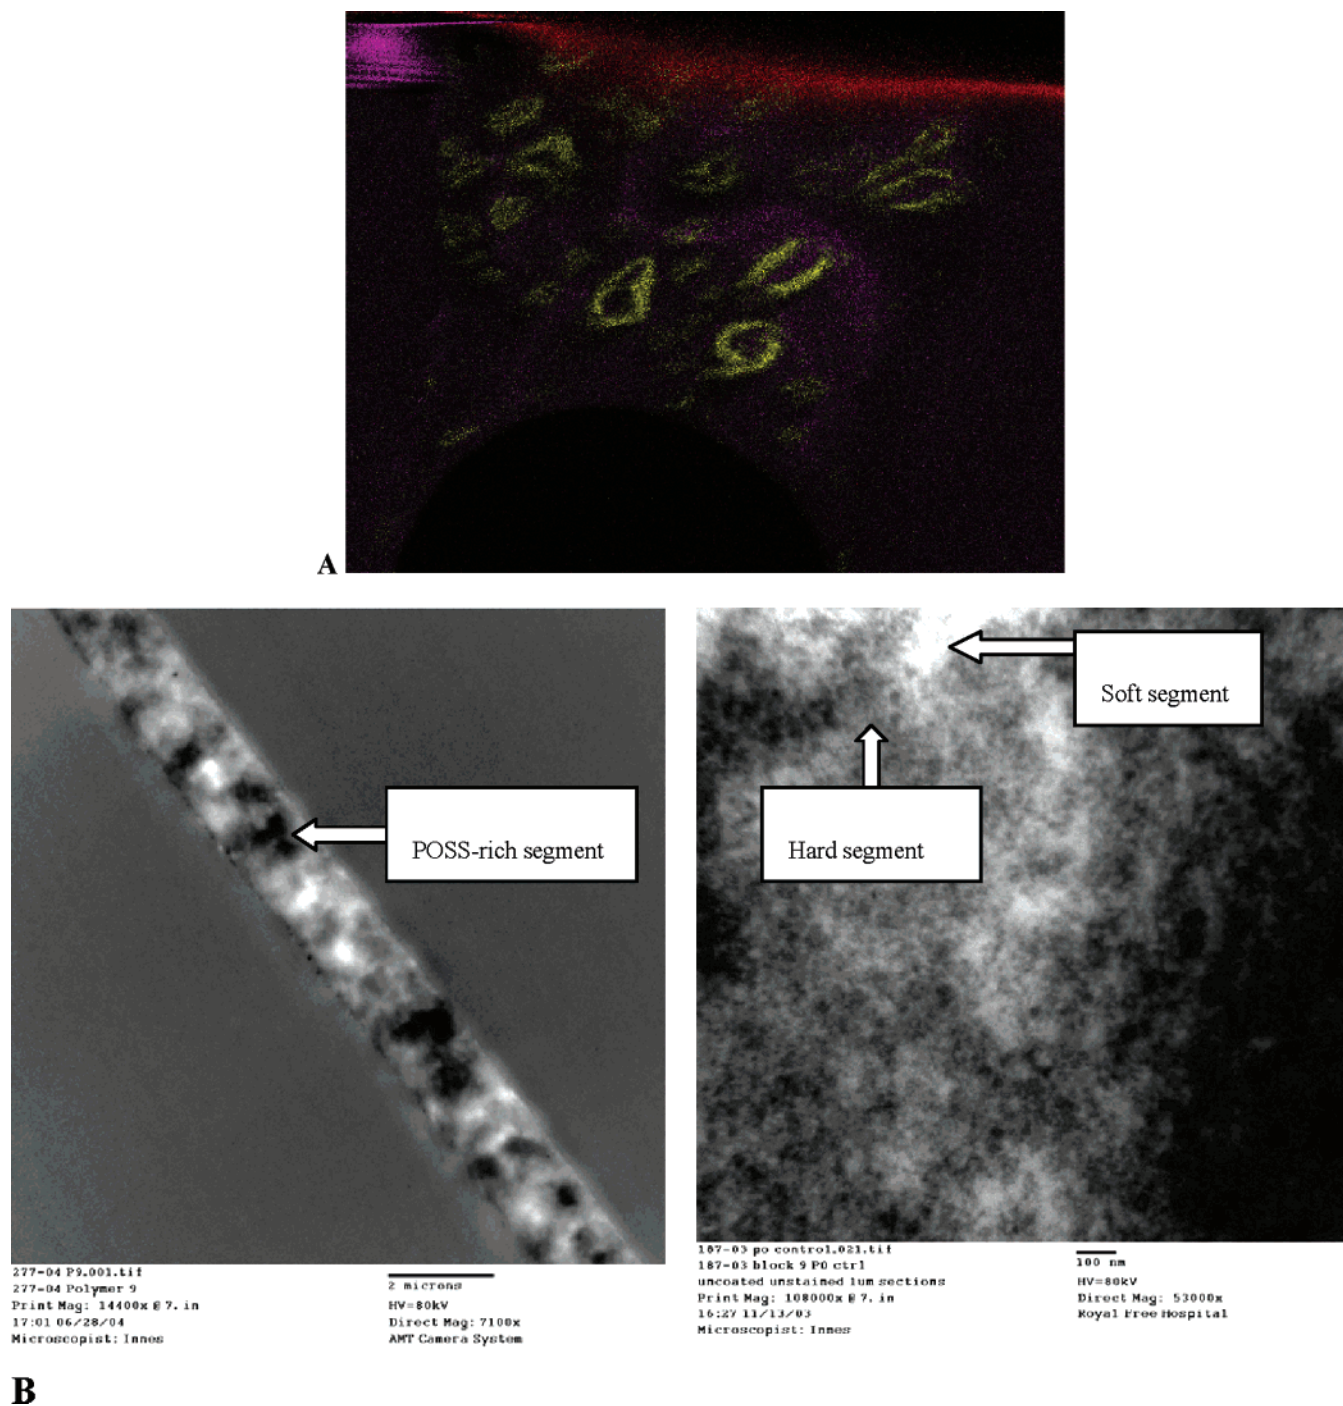 A
POSS-rich segment
Soft segment
Hard segment
277-04 P9.001.tif
277-04 Polymer 9
Print Mag: 14400x @ 7. in
17:01 06/28/04
Microscopist: Innes
2 microns
HV=80kV
Direct Mag: 7100x
AMT Camera System
187-03 po control.021.tif
187-03 block 9 P0 ctrl
uncoated unstained 1um sections
Print Mag: 108000x @ 7. in
16:27 11/13/03
Microscopist: Innes
100 nm
HV=80kV
Direct Mag: 53000x
Royal Free Hospital
B